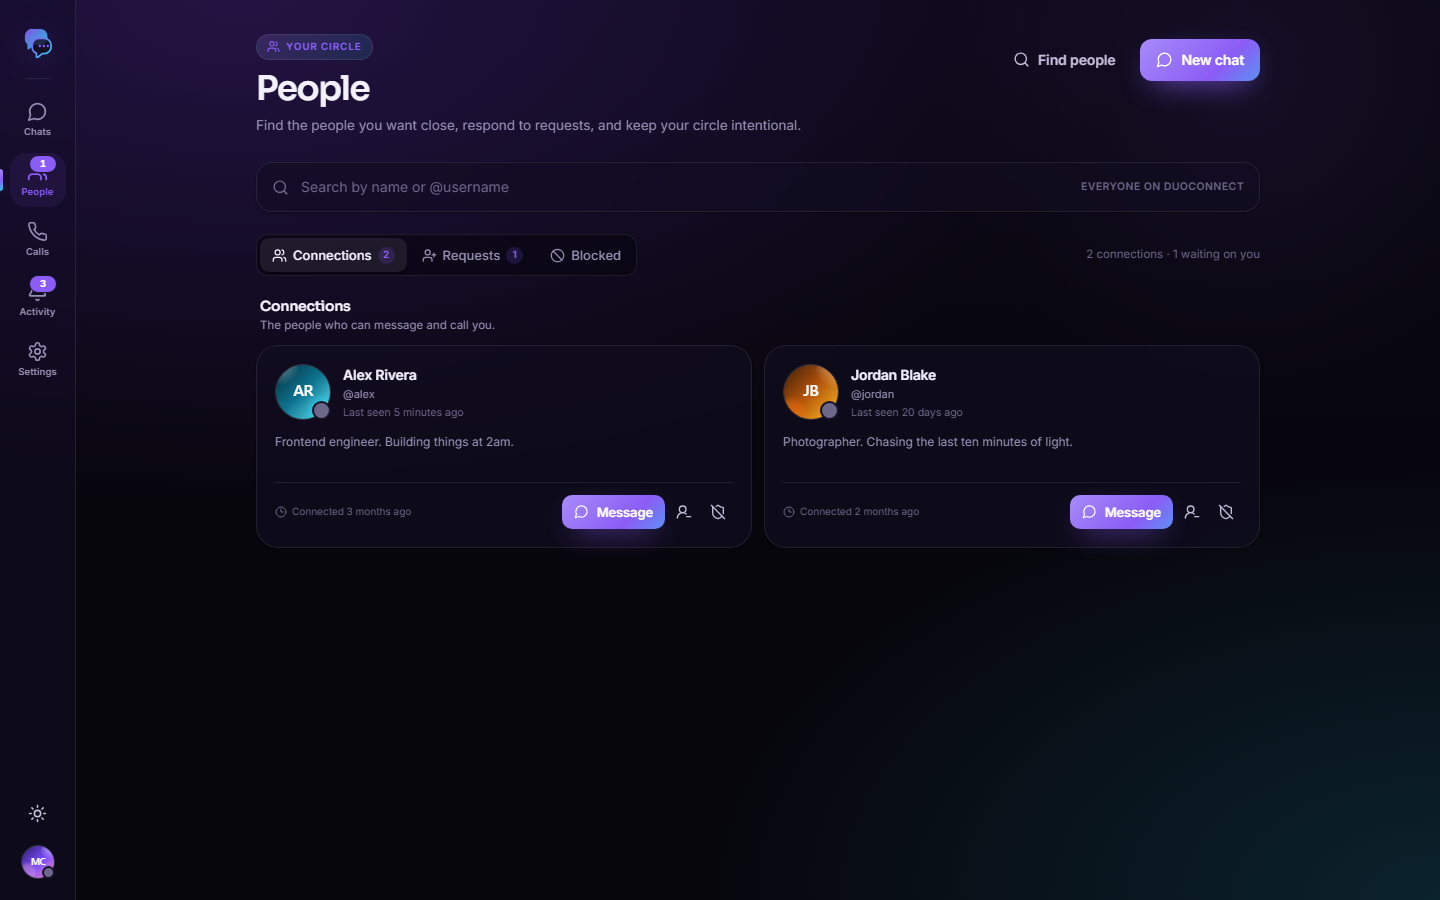 YOUR CIRCLE
People
Find the people you want close, respond to requests, and keep your circle intentional.
Find people
New chat
Chats
1
People
Calls
3
Activity
Settings
MC
Search by name or @username
EVERYONE ON DUOCONNECT
Connections 2
Requests 1
Blocked
2 connections · 1 waiting on you
Connections
The people who can message and call you.
AR
Alex Rivera
@alex
Last seen 5 minutes ago
Frontend engineer. Building things at 2am.
Connected 3 months ago
Message
JB
Jordan Blake
@jordan
Last seen 20 days ago
Photographer. Chasing the last ten minutes of light.
Connected 2 months ago
Message